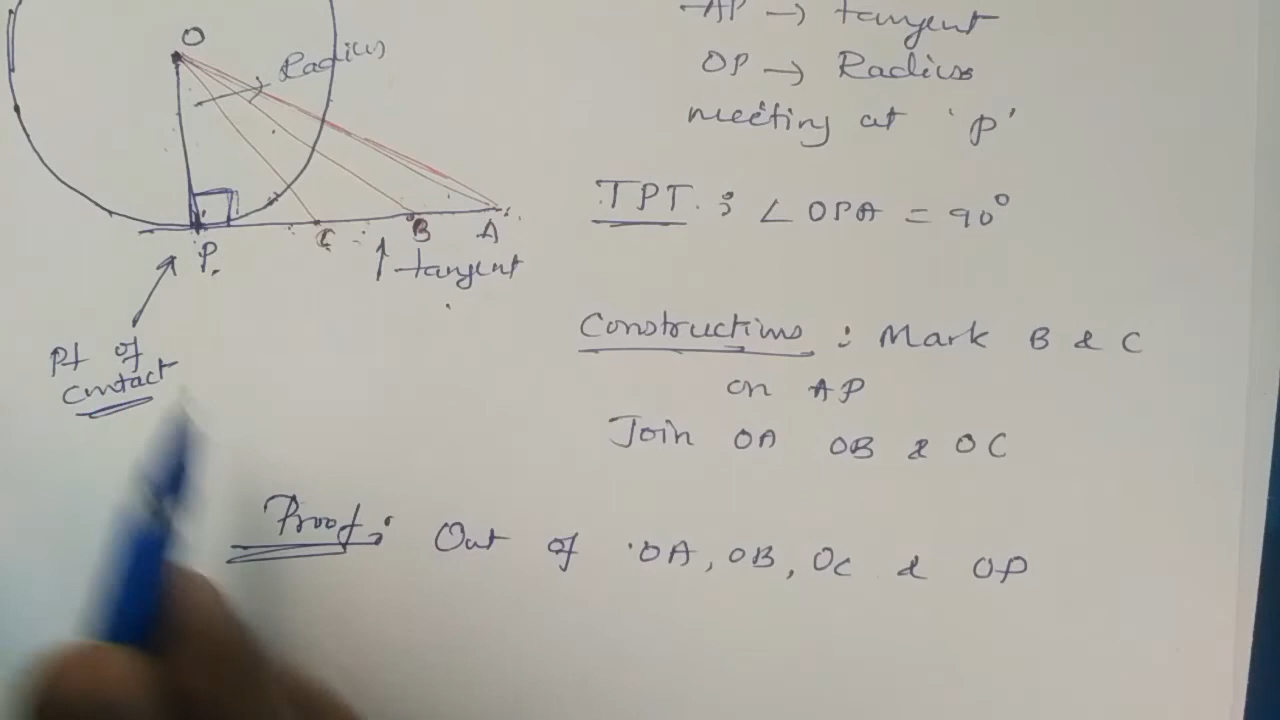 AP → tangent
O
Radius
OP → Radius
meeting at 'P'
TPT : ∠OPA = 90°
P.
C
B
A
tangent
Constructions : Mark B & C
on AP
Pt of
Contact
Join OA OB & OC
Proof : Out of OA, OB, OC & OP